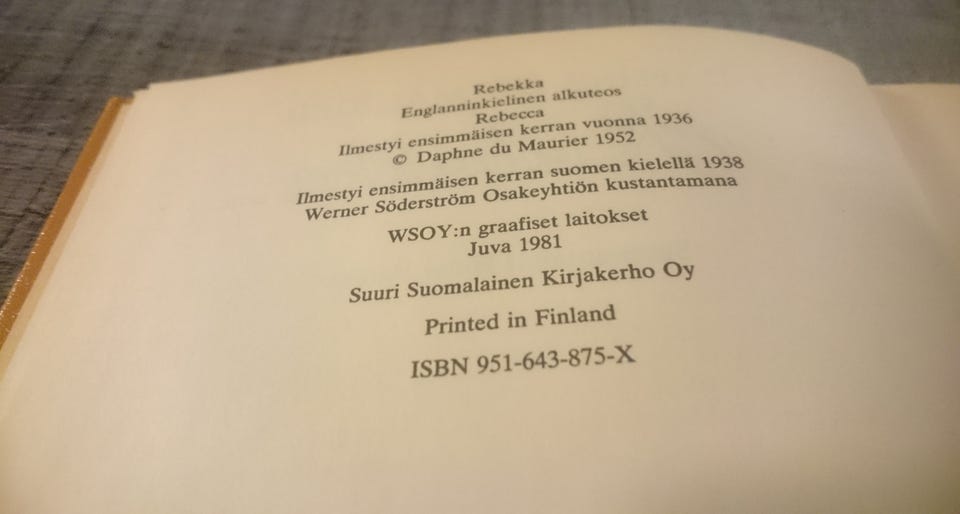 Rebekka
Englanninkielinen alkuteos
Rebecca
Ilmestyi ensimmäisen kerran vuonna 1936
© Daphne du Maurier 1952
Ilmestyi ensimmäisen kerran suomen kielellä 1938
Werner Söderström Osakeyhtiön kustantamana
WSOY:n graafiset laitokset
Juva 1981
Suuri Suomalainen Kirjakerho Oy
Printed in Finland
ISBN 951-643-875-X